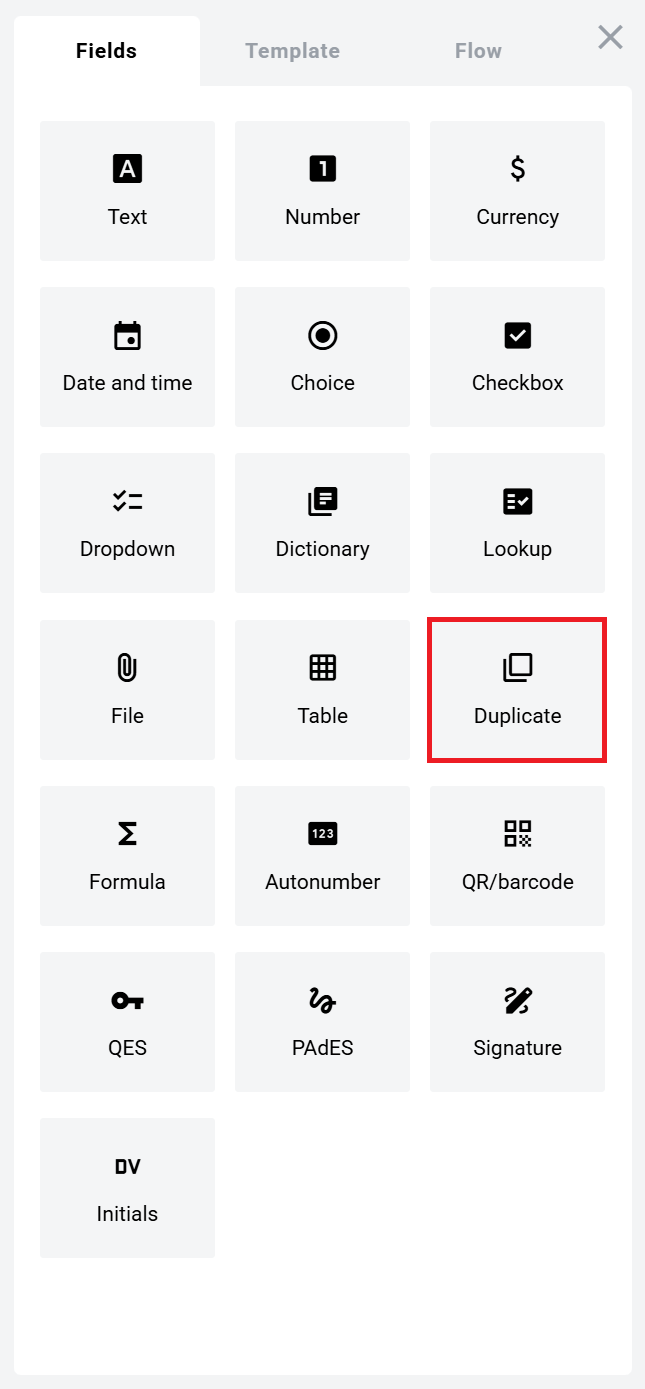 Fields
Template
Flow
A
Text
1
Number
$
Currency
Date and time
Choice
Checkbox
Dropdown
Dictionary
Lookup
File
Table
Duplicate
Σ
Formula
123
Autonumber
QR/barcode
QES
PAdES
Signature
DV
Initials